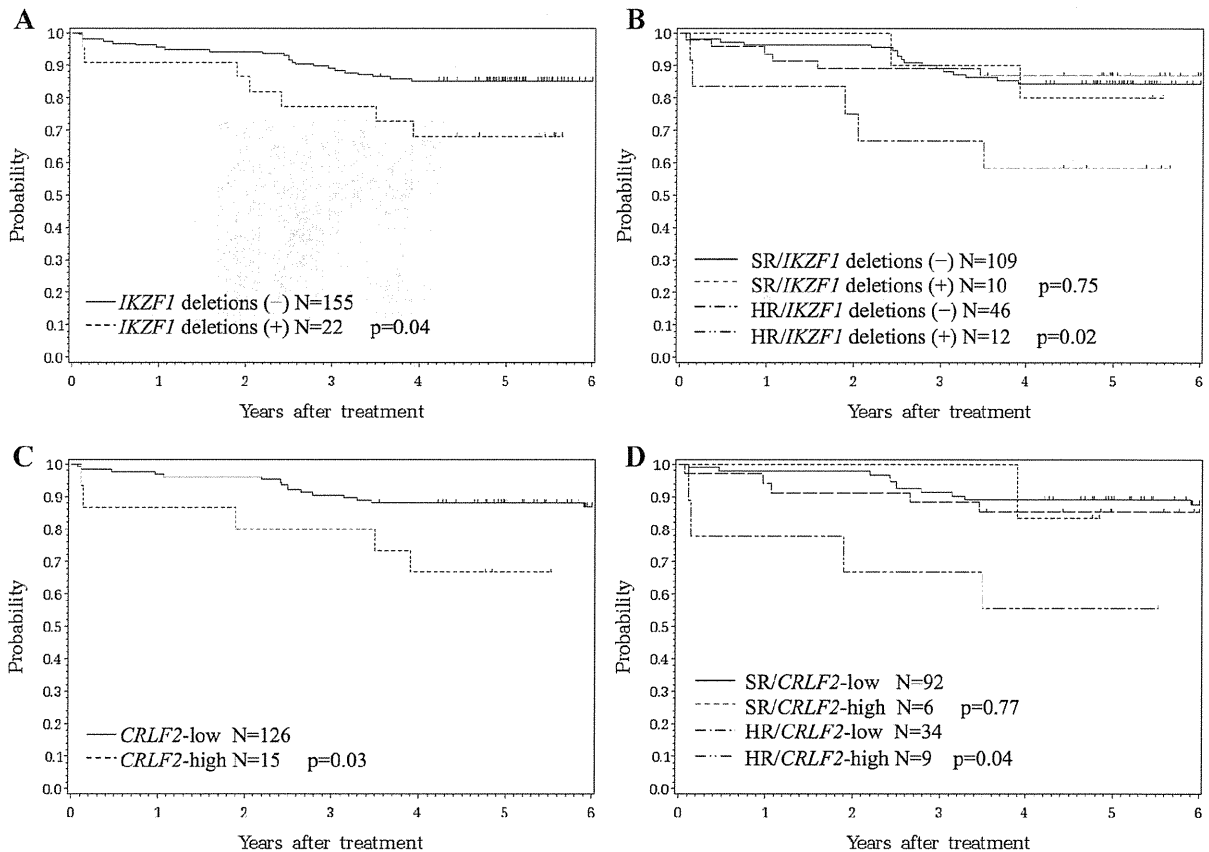 A
1.0
0.9
0.8
0.7
0.6
0.5
0.4
0.3
0.2
0.1
0.0
Probability
IKZF1 deletions (−) N=155
IKZF1 deletions (+) N=22 p=0.04
0 1 2 3 4 5 6
Years after treatment
B
1.0
0.9
0.8
0.7
0.6
0.5
0.4
0.3
0.2
0.1
0.0
Probability
SR/IKZF1 deletions (−) N=109
SR/IKZF1 deletions (+) N=10 p=0.75
HR/IKZF1 deletions (−) N=46
HR/IKZF1 deletions (+) N=12 p=0.02
0 1 2 3 4 5 6
Years after treatment
C
1.0
0.9
0.8
0.7
0.6
0.5
0.4
0.3
0.2
0.1
0.0
Probability
CRLF2-low N=126
CRLF2-high N=15 p=0.03
0 1 2 3 4 5 6
Years after treatment
D
1.0
0.9
0.8
0.7
0.6
0.5
0.4
0.3
0.2
0.1
0.0
Probability
SR/CRLF2-low N=92
SR/CRLF2-high N=6 p=0.77
HR/CRLF2-low N=34
HR/CRLF2-high N=9 p=0.04
0 1 2 3 4 5 6
Years after treatment